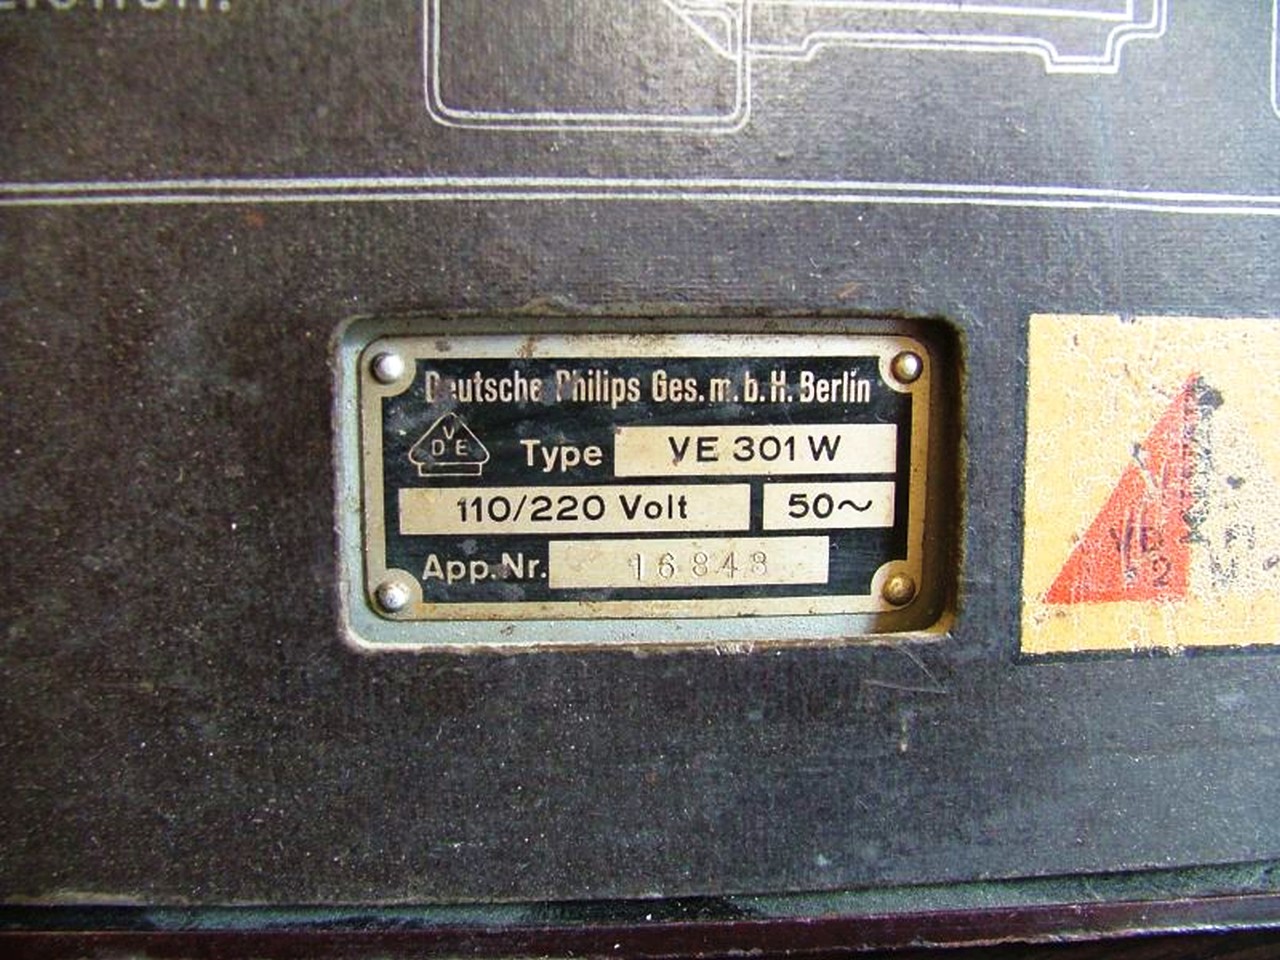 Deutsche Philips Ges. m. b. H. Berlin
VDE
Type VE 301 W
110/220 Volt 50~
App. Nr. 16848